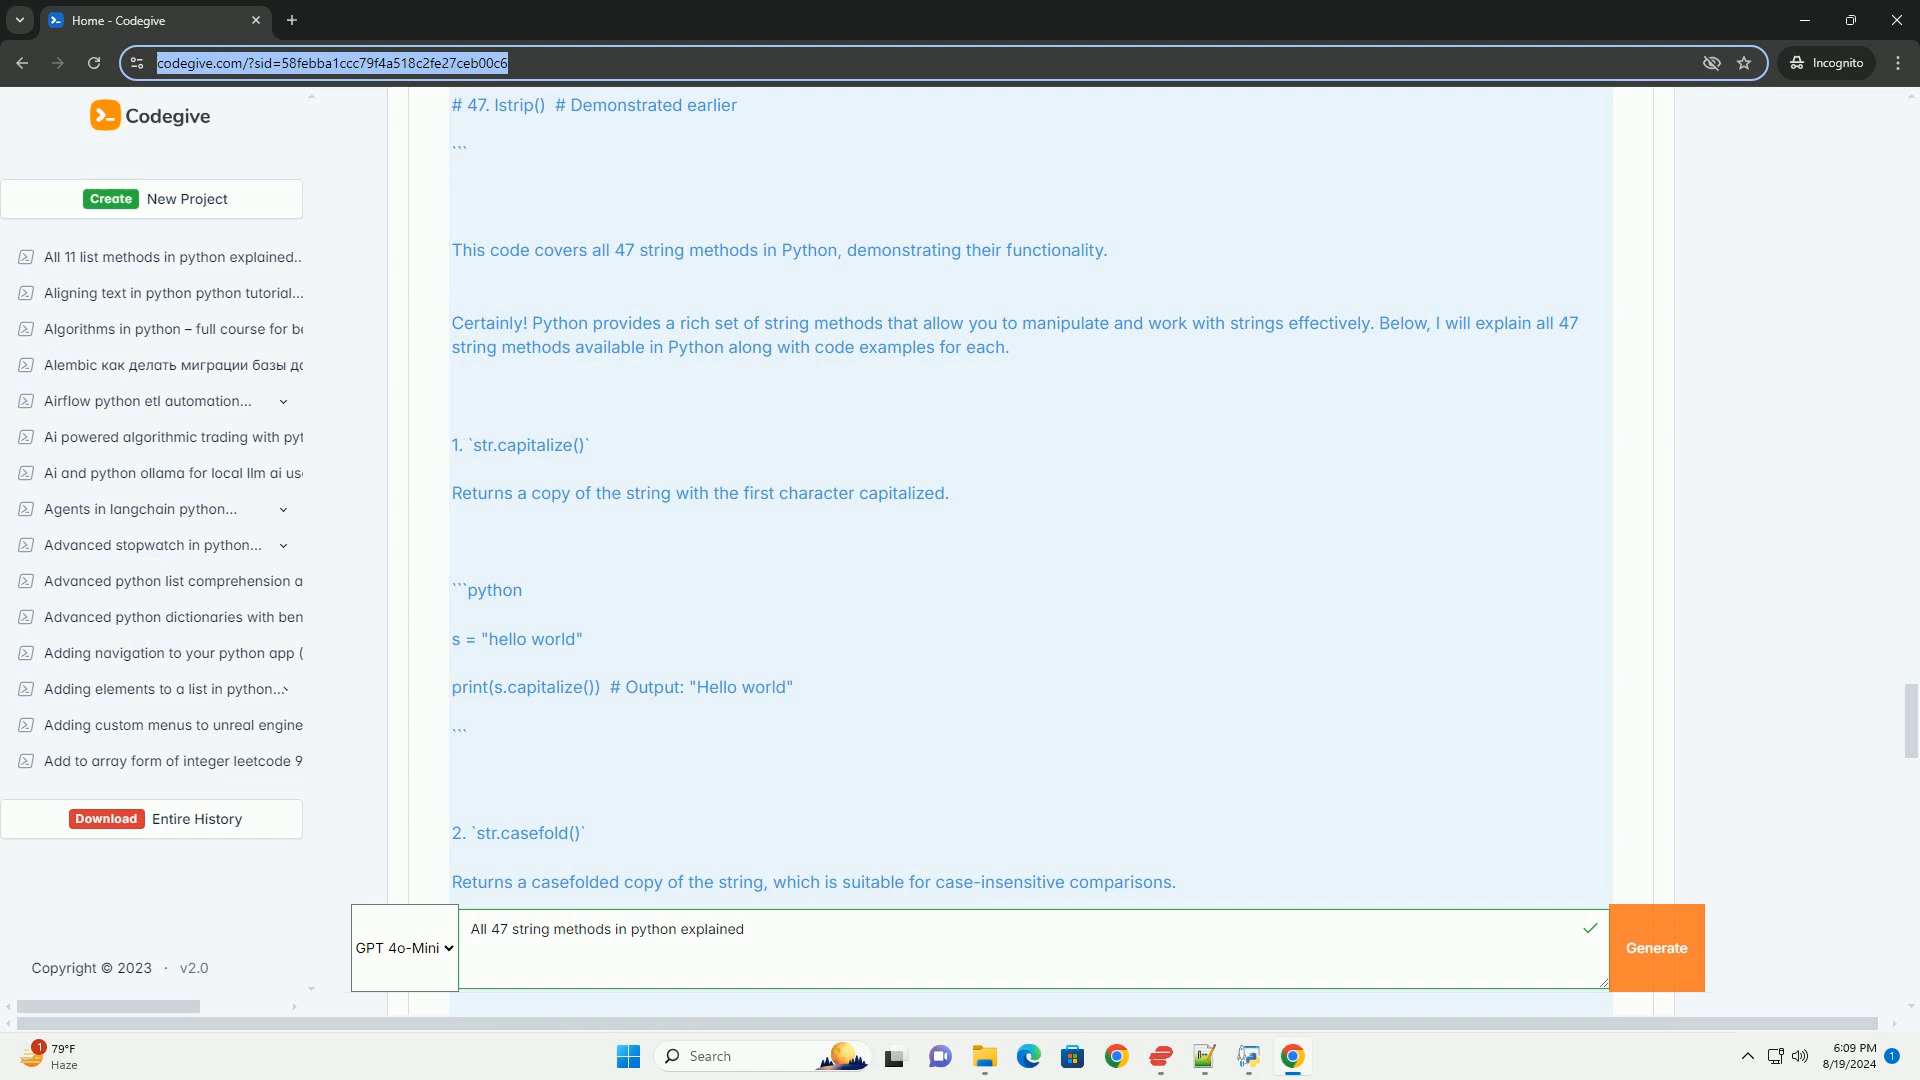 Home - Codegive
codegive.com/?sid=58febba1ccc79f4a518c2fe27ceb00c6
Incognito
Codegive
Create New Project
All 11 list methods in python explained..
Aligning text in python python tutorial...
Algorithms in python – full course for be
Alembic как делать миграции базы до
Airflow python etl automation...
Ai powered algorithmic trading with pyt
Ai and python ollama for local llm ai us
Agents in langchain python...
Advanced stopwatch in python...
Advanced python list comprehension a
Advanced python dictionaries with ben
Adding navigation to your python app (
Adding elements to a list in python...
Adding custom menus to unreal engine
Add to array form of integer leetcode 9
Download Entire History
Copyright © 2023 · v2.0
# 47. lstrip()  # Demonstrated earlier
```
This code covers all 47 string methods in Python, demonstrating their functionality.
Certainly! Python provides a rich set of string methods that allow you to manipulate and work with strings effectively. Below, I will explain all 47
string methods available in Python along with code examples for each.
1. `str.capitalize()`
Returns a copy of the string with the first character capitalized.
```python
s = "hello world"
print(s.capitalize())  # Output: "Hello world"
```
2. `str.casefold()`
Returns a casefolded copy of the string, which is suitable for case-insensitive comparisons.
GPT 4o-Mini
All 47 string methods in python explained
Generate
1
79°F
Haze
Search
6:09 PM
8/19/2024
1